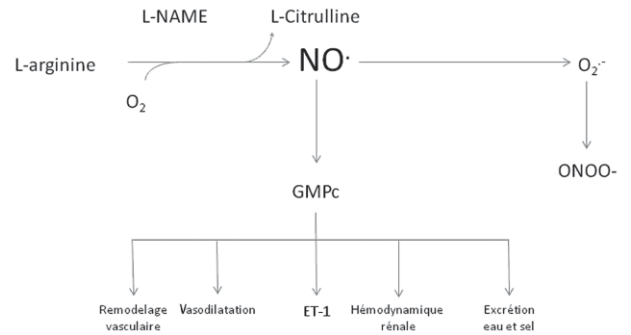 L-NAME
L-Citrulline
L-arginine
NO·
O₂·-
O₂
ONOO-
GMPc
Remodelage
vasculaire
Vasodilatation
ET-1
Hémodynamique
rénale
Excrétion
eau et sel